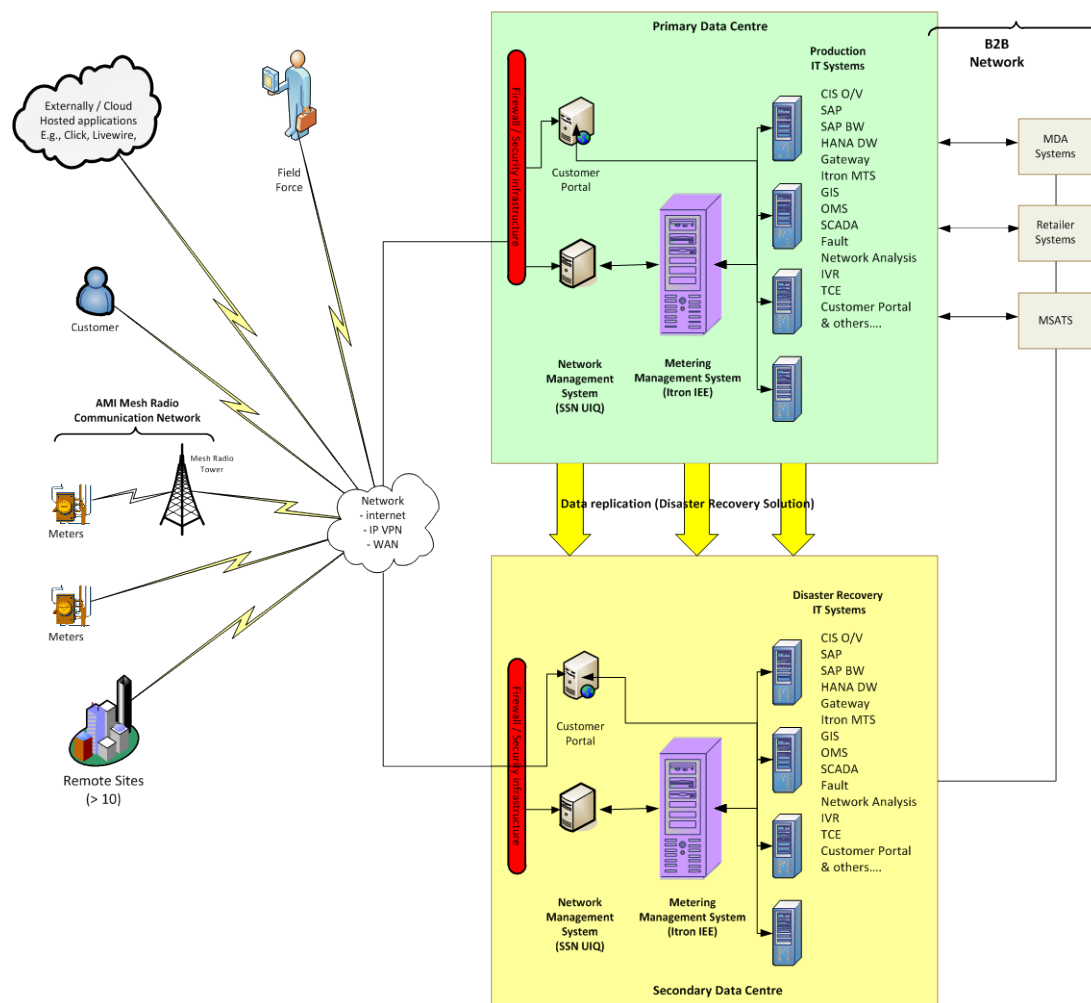 Primary Data Centre
B2B
Network
Externally / Cloud
Hosted applications
E.g., Click, Livewire,
Field
Force
Customer
AMI Mesh Radio
Communication Network
Mesh Radio
Tower
Meters
Meters
Remote Sites
(> 10)
Network
- internet
- IP VPN
- WAN
Firewall / Security infrastructure
Customer
Portal
Network
Management
System
(SSN UIQ)
Metering
Management System
(Itron IEE)
Production
IT Systems
CIS O/V
SAP
SAP BW
HANA DW
Gateway
Itron MTS
GIS
OMS
SCADA
Fault
Network Analysis
IVR
TCE
Customer Portal
& others....
MDA
Systems
Retailer
Systems
MSATS
Data replication (Disaster Recovery Solution)
Firewall / Security infrastructure
Customer
Portal
Network
Management
System
(SSN UIQ)
Metering
Management System
(Itron IEE)
Disaster Recovery
IT Systems
CIS O/V
SAP
SAP BW
HANA DW
Gateway
Itron MTS
GIS
OMS
SCADA
Fault
Network Analysis
IVR
TCE
Customer Portal
& others....
Secondary Data Centre